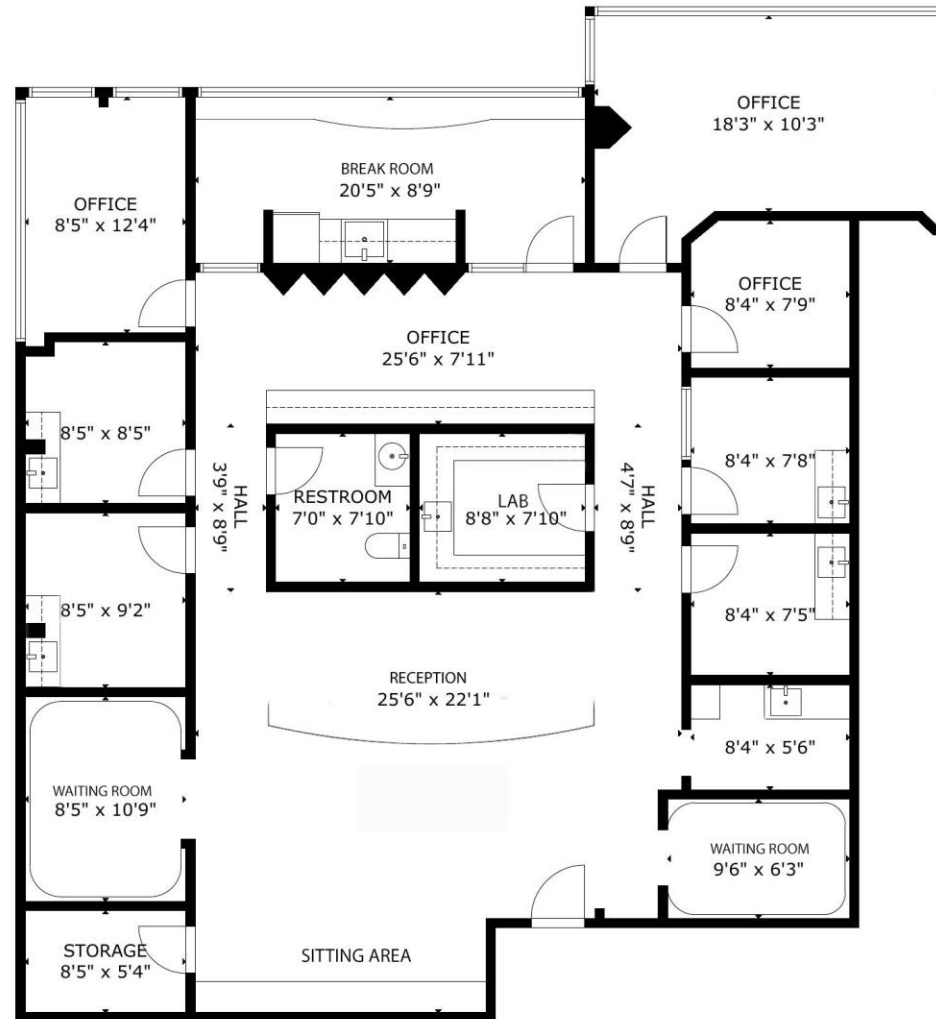 OFFICE
18'3" x 10'3"
BREAK ROOM
20'5" x 8'9"
OFFICE
8'5" x 12'4"
OFFICE
8'4" x 7'9"
OFFICE
25'6" x 7'11"
8'5" x 8'5"
8'4" x 7'8"
HALL
3'9" x 8'9"
RESTROOM
7'0" x 7'10"
LAB
8'8" x 7'10"
HALL
4'7" x 8'9"
8'5" x 9'2"
8'4" x 7'5"
RECEPTION
25'6" x 22'1"
8'4" x 5'6"
WAITING ROOM
8'5" x 10'9"
WAITING ROOM
9'6" x 6'3"
STORAGE
8'5" x 5'4"
SITTING AREA